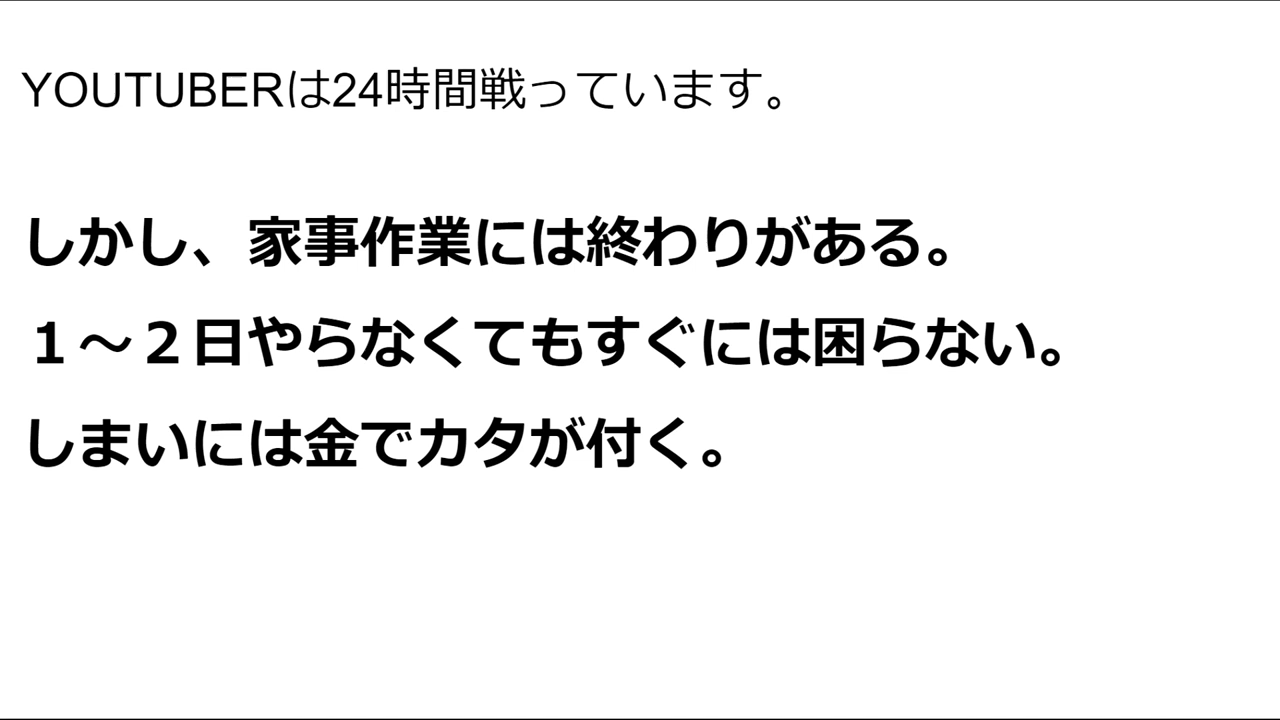 YOUTUBERは24時間戦っています。
しかし、家事作業には終わりがある。
１～２日やらなくてもすぐには困らない。
しまいには金でカタが付く。